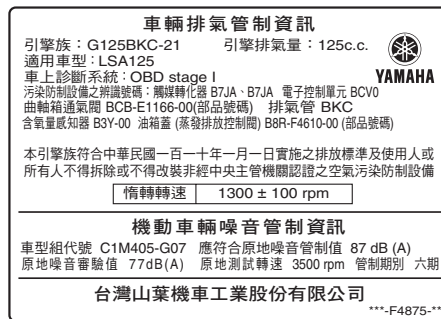 車輛排氣管制資訊
引擎族：G125BKC-21 引擎排氣量：125c.c.
適用車型：LSA125
車上診斷系統：OBD stage I
YAMAHA
污染防制設備之辨識號碼：觸媒轉化器 B7JA、B7JA 電子控制單元 BCV0
曲軸箱通氣閥 BCB-E1166-00(部品號碼) 排氣管 BKC
含氧量感知器 B3Y-00 油箱蓋 (蒸發排放控制閥) B8R-F4610-00 (部品號碼)
本引擎族符合中華民國一百一十年一月一日實施之排放標準及使用人或
所有人不得拆除或不得改裝非經中央主管機關認證之空氣污染防制設備
惰轉轉速 1300 ± 100 rpm
機動車輛噪音管制資訊
車型組代號 C1M405-G07 應符合原地噪音管制值 87 dB (A)
原地噪音審驗值 77dB(A) 原地測試轉速 3500 rpm 管制期別 六期
台灣山葉機車工業股份有限公司
***-F4875-**